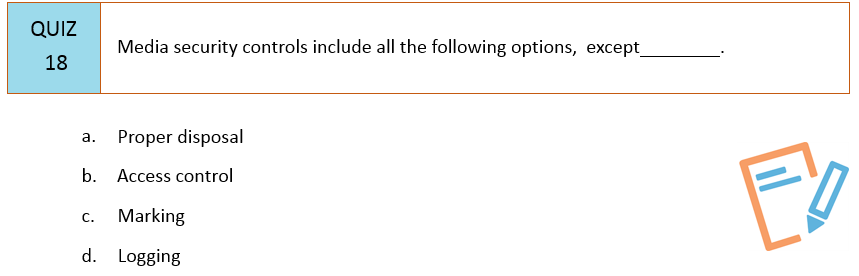 QUIZ
18
Media security controls include all the following options,  except________.
a. Proper disposal
b. Access control
c. Marking
d. Logging